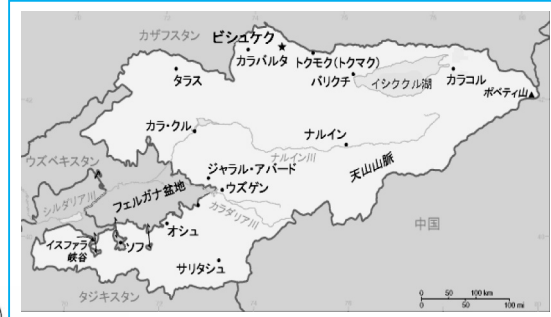 カザフスタン
ビシュケク
カラバルタ
トクモク(トクマク)
タラス
バリクチ
イシククル湖
カラコル
ポベティ山
カラ・クル
ナルイン
ナルイン川
天山山脈
ウズベキスタン
ジャラル・アバード
フェルガナ盆地
ウズゲン
シルダリア川
カラダリア川
中国
オシュ
イスファラ
峡谷
ソフ
サリタシュ
タジキスタン
0 50 100 km
0 50 100 mi